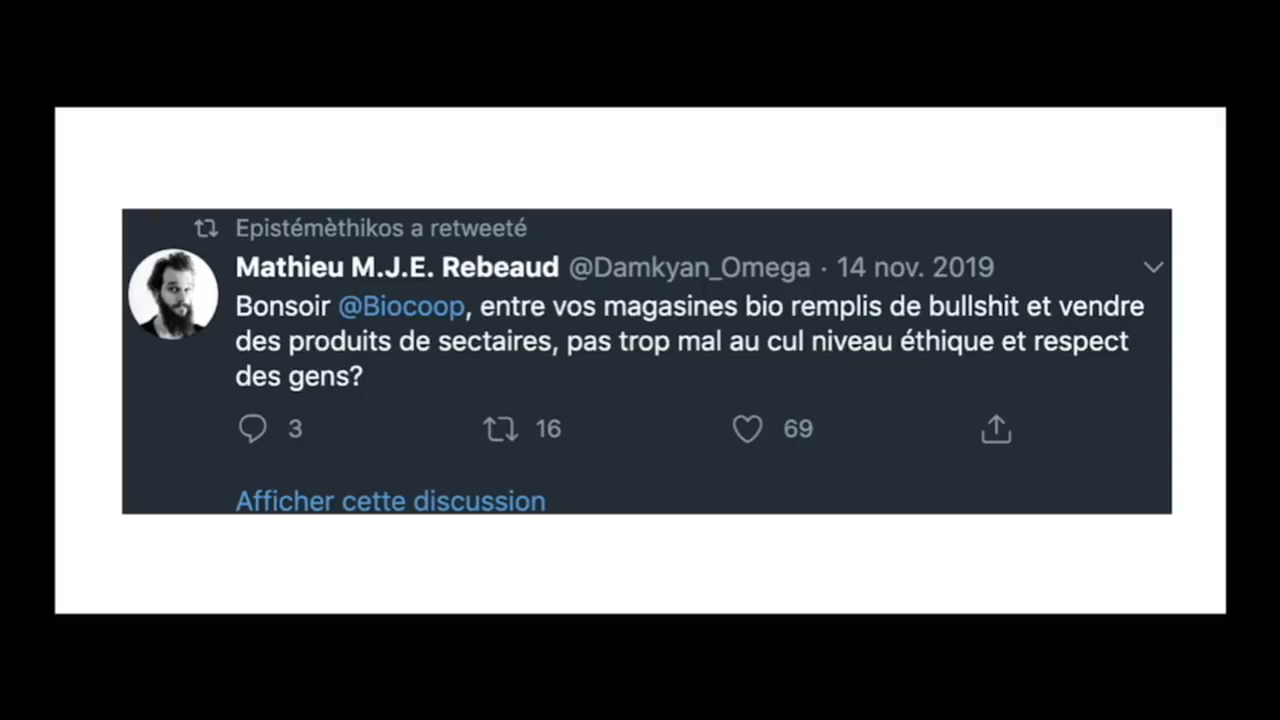 Epistémèthikos a retweeté
Mathieu M.J.E. Rebeaud @Damkyan_Omega · 14 nov. 2019
Bonsoir @Biocoop, entre vos magasines bio remplis de bullshit et vendre
des produits de sectaires, pas trop mal au cul niveau éthique et respect
des gens?
3 16 69
Afficher cette discussion